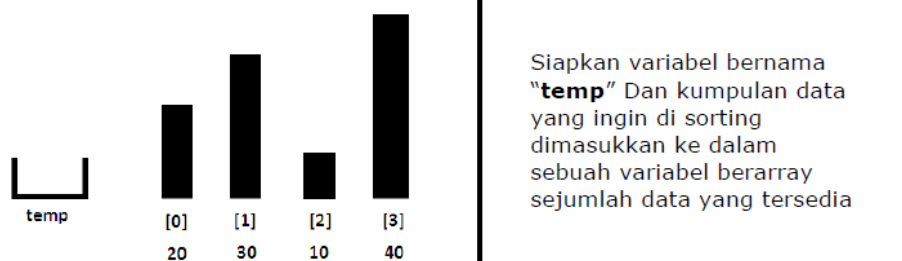 temp
[0] [1] [2] [3]
20 30 10 40
Siapkan variabel bernama
“temp” Dan kumpulan data
yang ingin di sorting
dimasukkan ke dalam
sebuah variabel berarray
sejumlah data yang tersedia